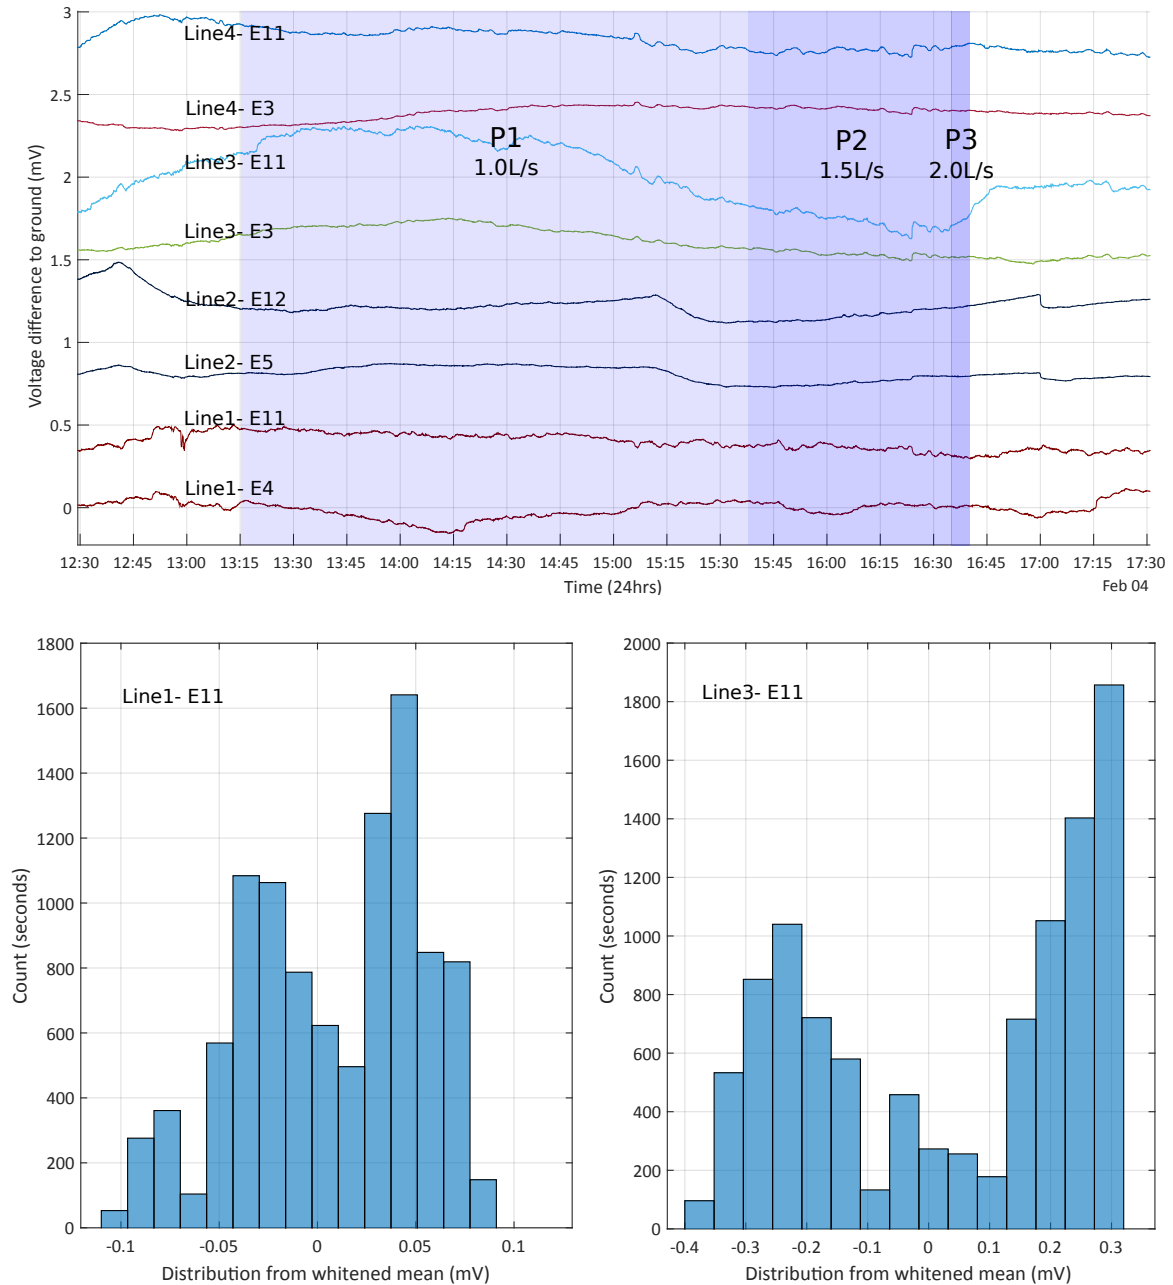 3
2.5
2
1.5
1
0.5
0
Voltage difference to ground (mV)
Line4- E11
Line4- E3
Line3- E11
Line3- E3
Line2- E12
Line2- E5
Line1- E11
Line1- E4
P1
1.0L/s
P2
1.5L/s
P3
2.0L/s
12:30 12:45 13:00 13:15 13:30 13:45 14:00 14:15 14:30 14:45 15:00 15:15 15:30 15:45 16:00 16:15 16:30 16:45 17:00 17:15 17:30
Time (24hrs)
Feb 04
1800
1600
1400
1200
1000
800
600
400
200
0
Count (seconds)
Line1- E11
-0.1 -0.05 0 0.05 0.1
Distribution from whitened mean (mV)
2000
1800
1600
1400
1200
1000
800
600
400
200
0
Count (seconds)
Line3- E11
-0.4 -0.3 -0.2 -0.1 0 0.1 0.2 0.3
Distribution from whitened mean (mV)